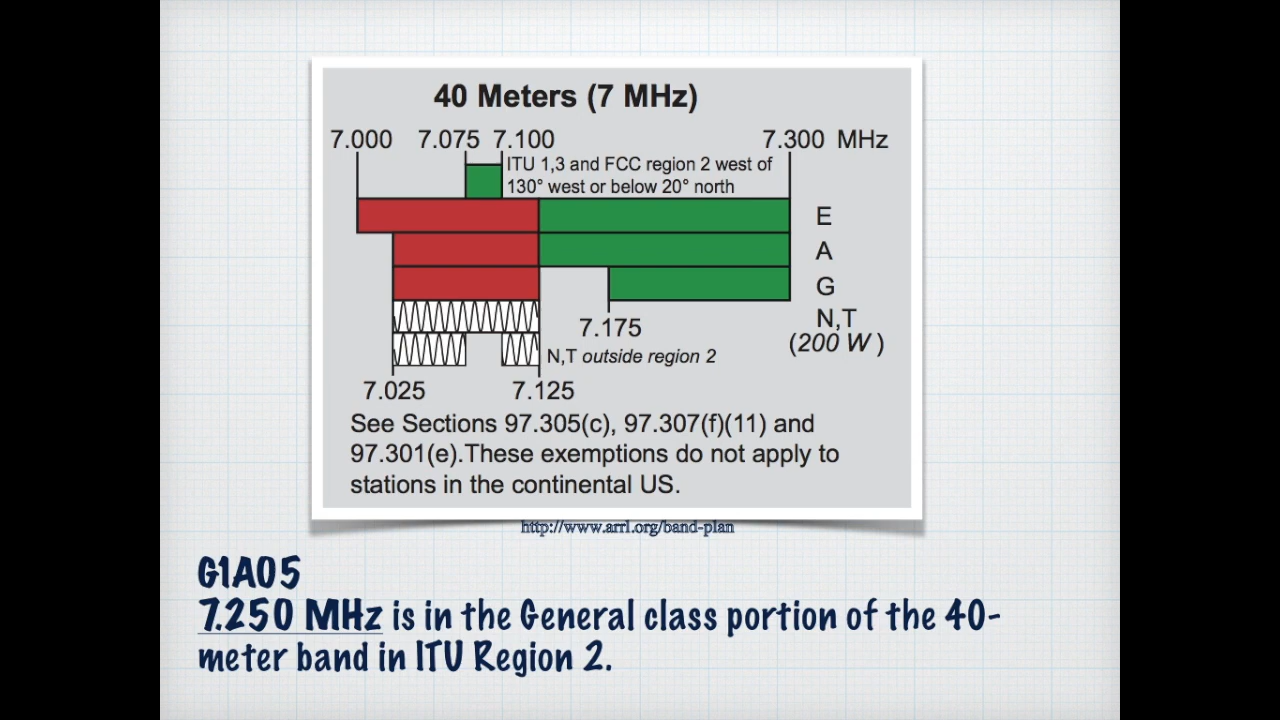 40 Meters (7 MHz)
7.000 7.075 7.100 7.300 MHz
ITU 1,3 and FCC region 2 west of
130° west or below 20° north
E
A
G
N,T
7.175
(200 W )
N,T outside region 2
7.025 7.125
See Sections 97.305(c), 97.307(f)(11) and
97.301(e).These exemptions do not apply to
stations in the continental US.
http://www.arrl.org/band-plan
G1A05
7.250 MHz is in the General class portion of the 40-
meter band in ITU Region 2.